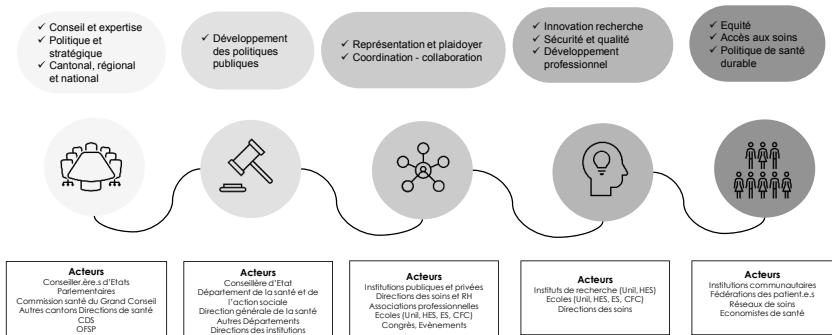 ✓ Conseil et expertise
✓ Politique et
stratégique
✓ Cantonal, régional
et national
✓ Développement
des politiques
publiques
✓ Représentation et plaidoyer
✓ Coordination - collaboration
✓ Innovation recherche
✓ Sécurité et qualité
✓ Développement
professionnel
✓ Equité
✓ Accès aux soins
✓ Politique de santé
durable
Acteurs
Conseiller.ère.s d'Etats
Parlementaires
Commission santé du Grand Conseil
Autres cantons Directions de santé
CDS
OFSP
Acteurs
Conseillère d'Etat
Département de la santé et de
l'action sociale
Direction générale de la santé
Autres Départements
Directions des institutions
Acteurs
Institutions publiques et privées
Directions des soins et RH
Associations professionnelles
Ecoles (Unil, HES, ES, CFC)
Congrès, Evènements
Acteurs
Instituts de recherche (Unil, HES)
Ecoles (Unil, HES, ES, CFC)
Directions des soins
Acteurs
Institutions communautaires
Fédérations des patient.e.s
Réseaux de soins
Economistes de santé